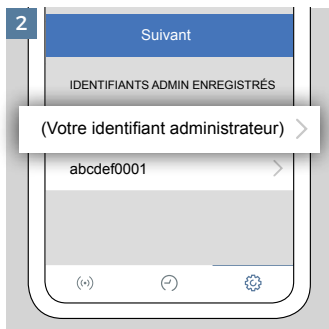 2
Suivant
IDENTIFIANTS ADMIN ENREGISTRÉS
(Votre identifiant administrateur)
abcdef0001